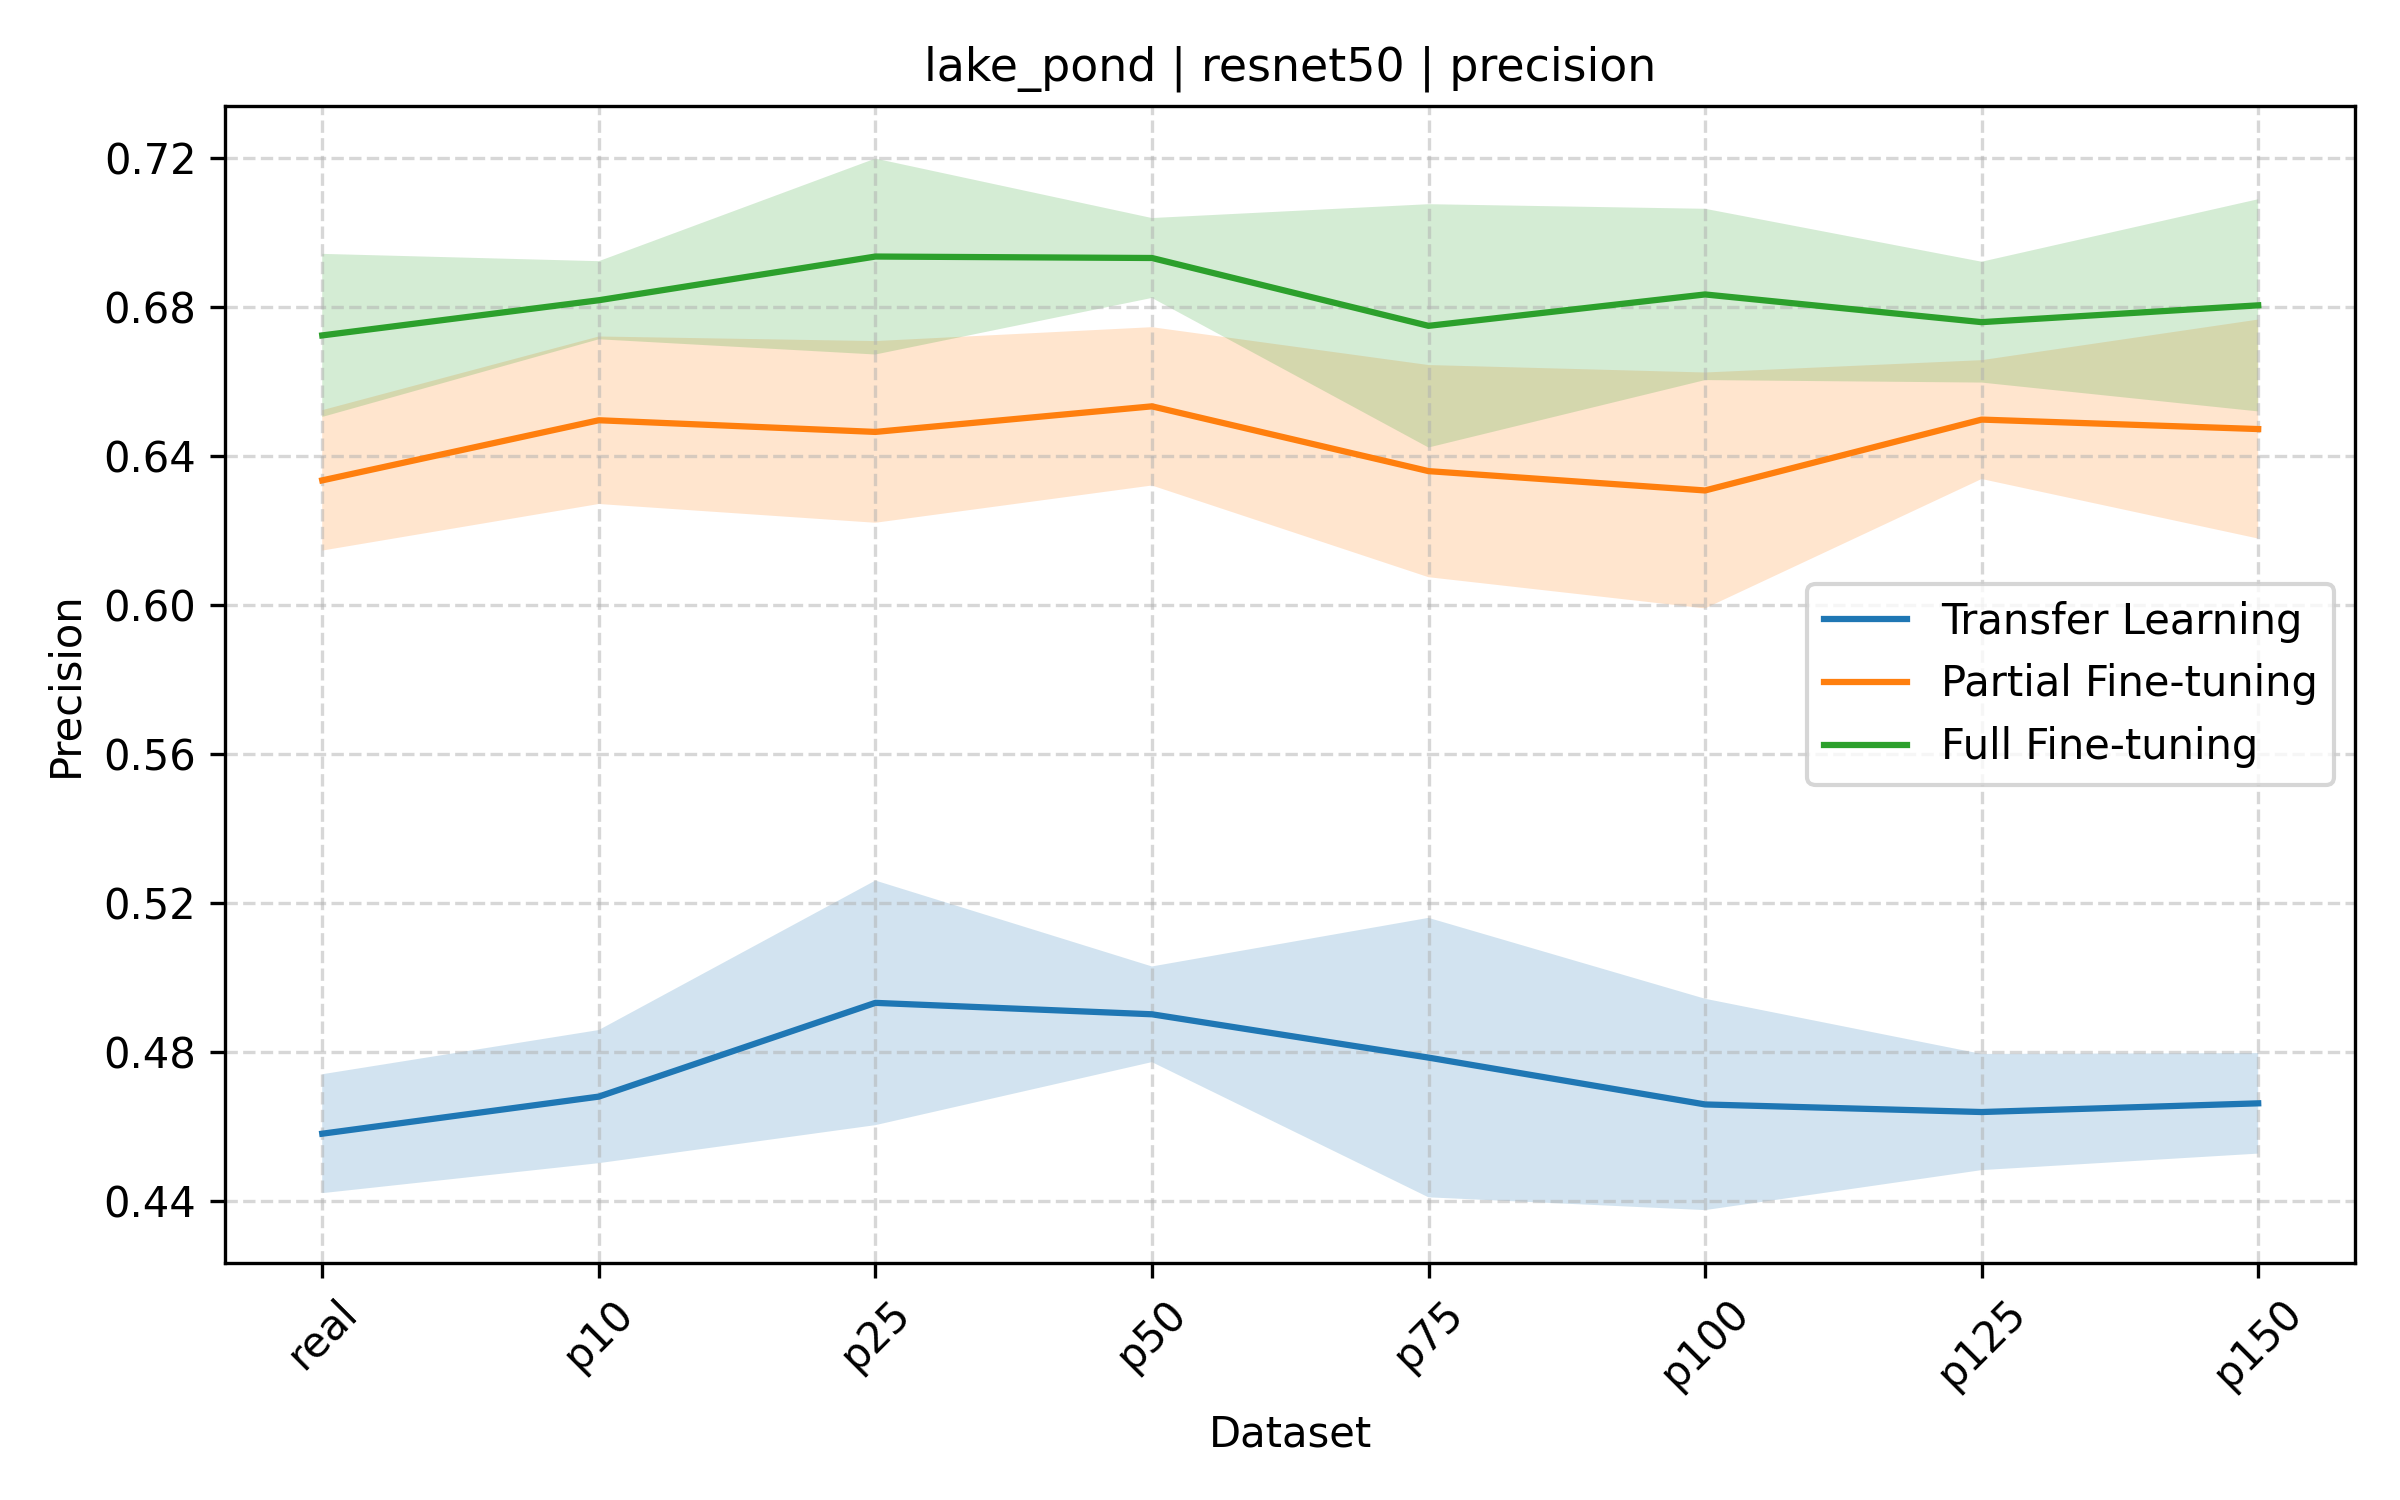 lake_pond | resnet50 | precision
Precision
0.72
0.68
0.64
0.60
0.56
0.52
0.48
0.44
Transfer Learning
Partial Fine-tuning
Full Fine-tuning
real
p10
p25
p50
p75
p100
p125
p150
Dataset